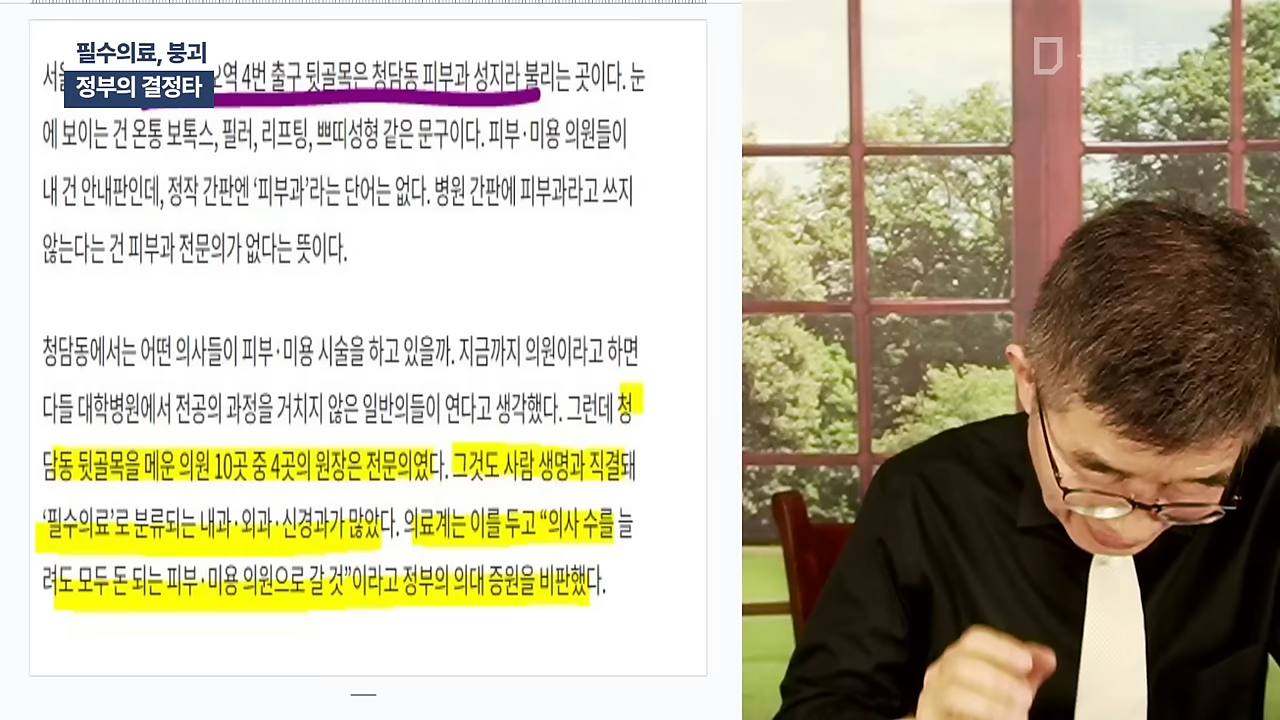 필수의료, 붕괴
정부의 결정타
4번 출구 뒷골목은 청담동 피부과 성지라 불리는 곳이다. 눈
에 보이는 건 온통 보톡스, 필러, 리프팅, 쁘띠성형 같은 문구이다. 피부·미용 의원들이
내 건 안내판인데, 정작 간판엔 ‘피부과’라는 단어는 없다. 병원 간판에 피부과라고 쓰지
않는다는 건 피부과 전문의가 없다는 뜻이다.
청담동에서는 어떤 의사들이 피부·미용 시술을 하고 있을까. 지금까지 의원이라고 하면
다들 대학병원에서 전공의 과정을 거치지 않은 일반의들이 연다고 생각했다. 그런데 청
담동 뒷골목을 메운 의원 10곳 중 4곳의 원장은 전문의였다. 그것도 사람 생명과 직결돼
‘필수의료’로 분류되는 내과·외과·신경과가 많았다. 의료계는 이를 두고 “의사 수를 늘
려도 모두 돈 되는 피부·미용 의원으로 갈 것”이라고 정부의 의대 증원을 비판했다.